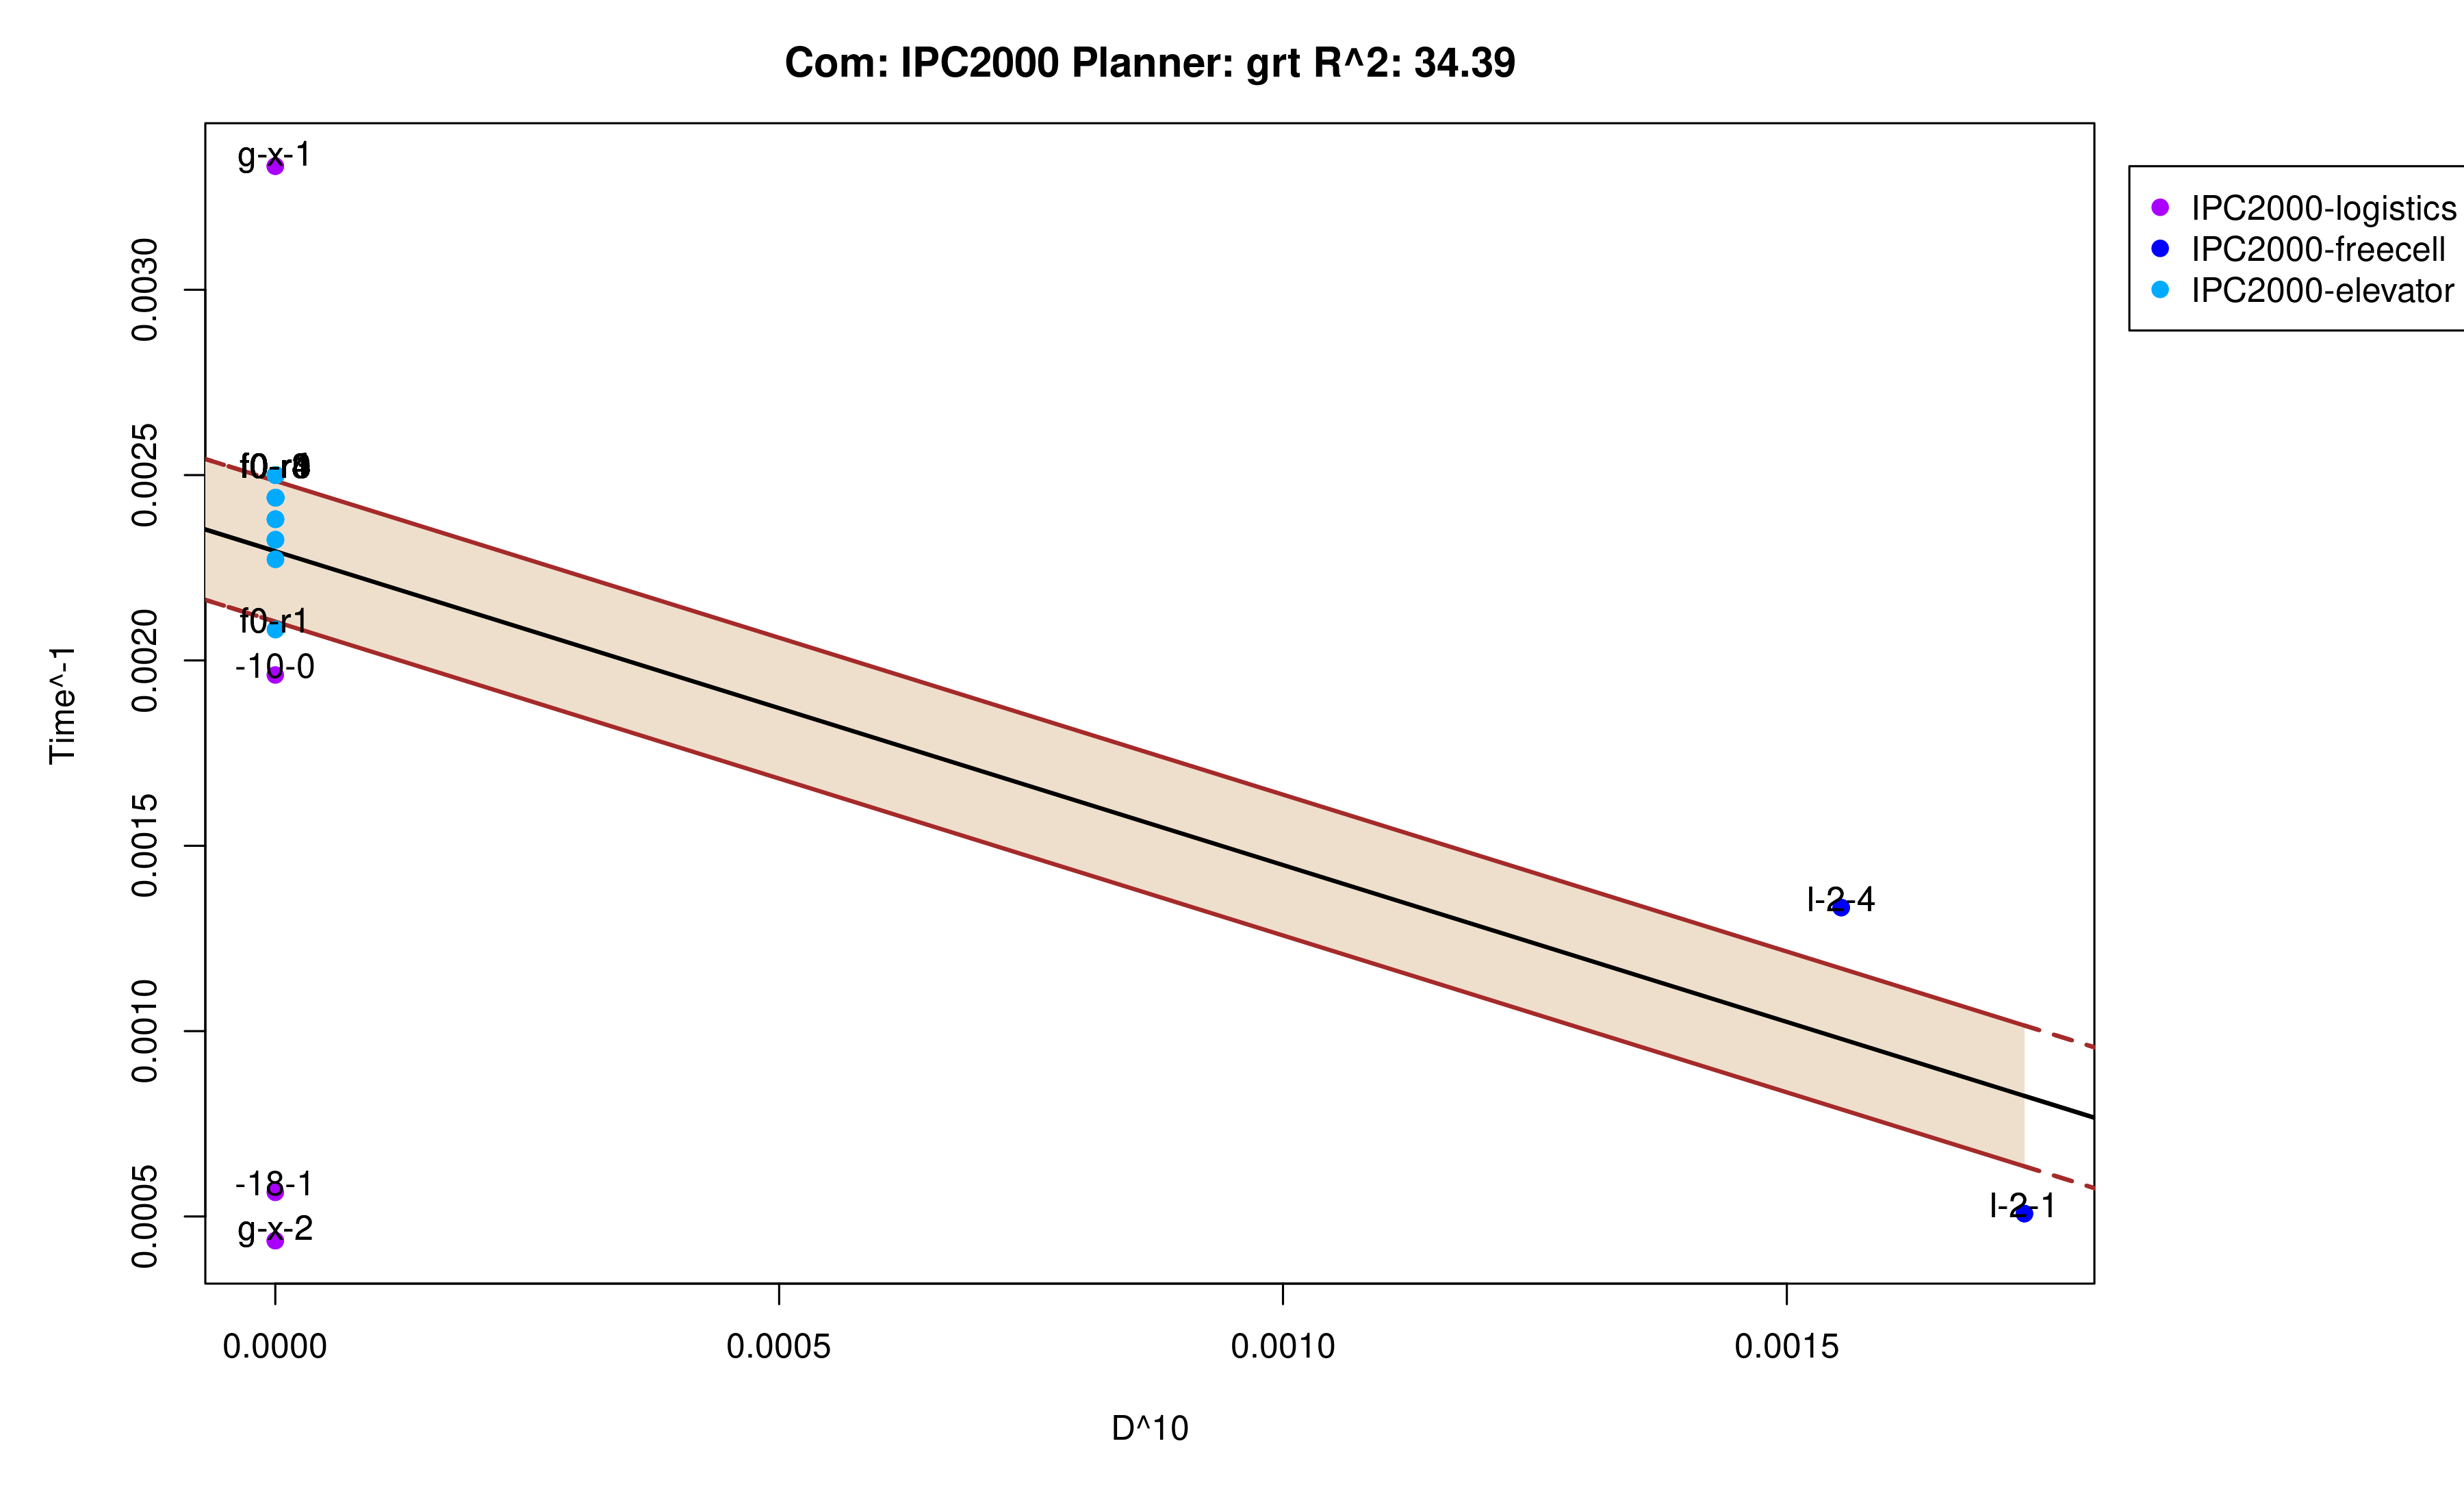 Com: IPC2000 Planner: grt R^2: 34.39
g-x-1
IPC2000-logistics
IPC2000-freecell
IPC2000-elevator
0.0030
0.0025
f0-r1
0.0020
-10-0
Time^-1
0.0015
l-2-4
0.0010
-18-1
0.0005
l-2-1
g-x-2
0.0000
0.0005
0.0010
0.0015
D^10